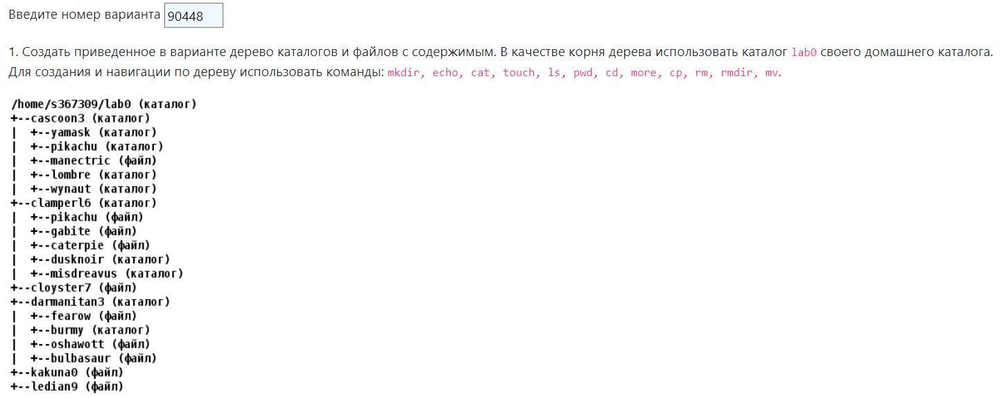 Введите номер варианта 90448
1. Создать приведенное в варианте дерево каталогов и файлов с содержимым. В качестве корня дерева использовать каталог lab0 своего домашнего каталога.
Для создания и навигации по дереву использовать команды: mkdir, echo, cat, touch, ls, pwd, cd, more, cp, rm, rmdir, mv.
/home/s367309/lab0 (каталог)
+--cascoon3 (каталог)
|  +--yamask (каталог)
|  +--pikachu (каталог)
|  +--manectric (файл)
|  +--lombre (каталог)
|  +--wynaut (каталог)
+--clamperl6 (каталог)
|  +--pikachu (файл)
|  +--gabite (файл)
|  +--caterpie (файл)
|  +--dusknoir (каталог)
|  +--misdreavus (каталог)
+--cloyster7 (файл)
+--darmanitan3 (каталог)
|  +--fearow (файл)
|  +--burmy (каталог)
|  +--oshawott (файл)
|  +--bulbasaur (файл)
+--kakuna0 (файл)
+--ledian9 (файл)